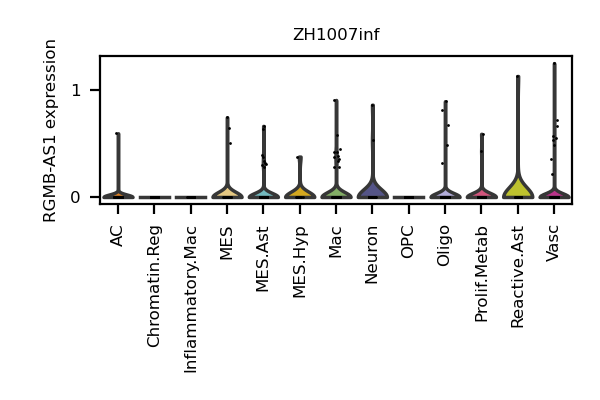 ZH1007inf
RGMB-AS1 expression
1
0
AC
Chromatin.Reg
Inflammatory.Mac
MES
MES.Ast
MES.Hyp
Mac
Neuron
OPC
Oligo
Prolif.Metab
Reactive.Ast
Vasc